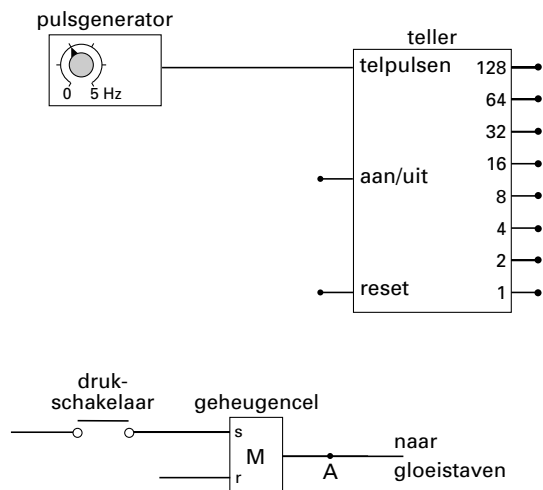 pulsgenerator
0 5 Hz
teller
telpulsen
aan/uit
reset
128
64
32
16
8
4
2
1
druk-
schakelaar
geheugencel
s
M
r
A
naar
gloeistaven